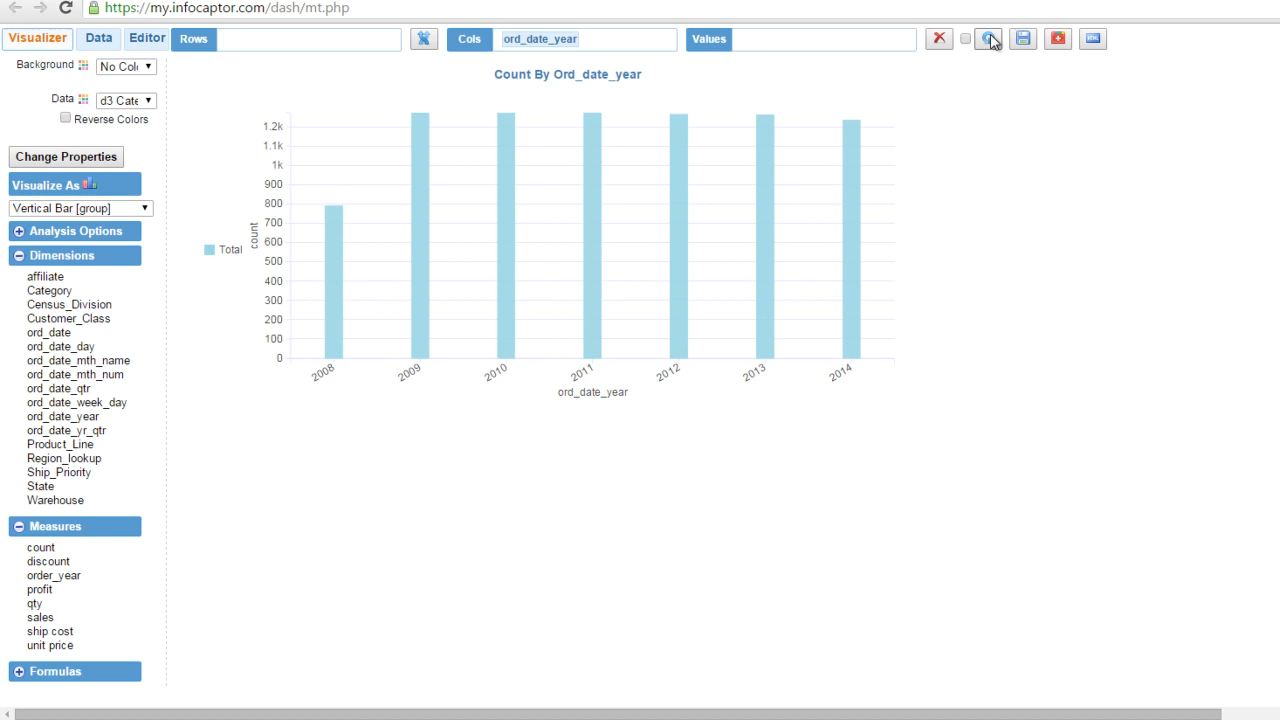 https://my.infocaptor.com/dash/mt.php
Visualizer Data Editor Rows Cols ord_date_year Values
Background No Col
Data d3 Cate
Reverse Colors
Change Properties
Visualize As
Vertical Bar [group]
Analysis Options
Dimensions
affiliate
Category
Census_Division
Customer_Class
ord_date
ord_date_day
ord_date_mth_name
ord_date_mth_num
ord_date_qtr
ord_date_week_day
ord_date_year
ord_date_yr_qtr
Product_Line
Region_lookup
Ship_Priority
State
Warehouse
Measures
count
discount
order_year
profit
qty
sales
ship cost
unit price
Formulas
Count By Ord_date_year
1.2k
1.1k
1k
900
800
700
600
500
400
300
200
100
0
count
Total
2008 2009 2010 2011 2012 2013 2014
ord_date_year